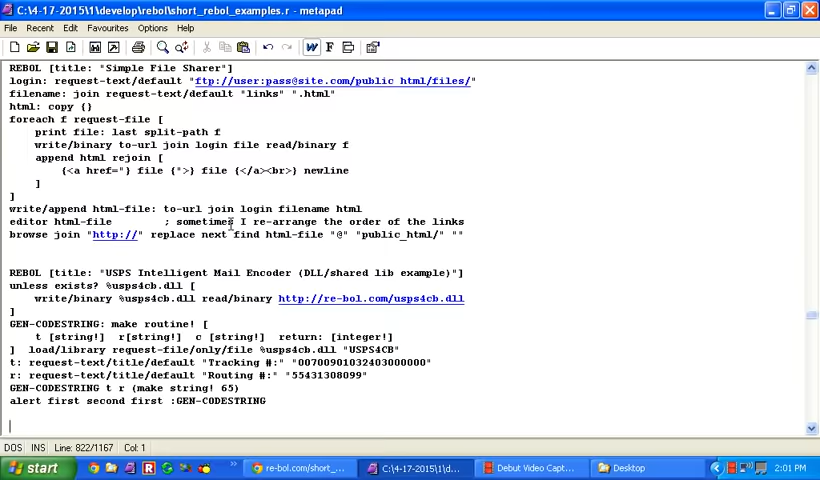 C:\4-17-2015\1\develop\rebol\short_rebol_examples.r - metapad
File Recent Edit Favourites Options Help
REBOL [title: "Simple File Sharer"]
login: request-text/default "ftp://user:pass@site.com/public_html/files/"
filename: join request-text/default "links" ".html"
html: copy {}
foreach f request-file [
print file: last split-path f
write/binary to-url join login file read/binary f
append html rejoin [
{<a href="} file {">} file {</a><br>} newline
]
]
write/append html-file: to-url join login filename html
editor html-file ; sometimes I re-arrange the order of the links
browse join "http://" replace next find html-file "@" "public_html/" ""
REBOL [title: "USPS Intelligent Mail Encoder (DLL/shared lib example)"]
unless exists? %usps4cb.dll [
write/binary %usps4cb.dll read/binary http://re-bol.com/usps4cb.dll
]
GEN-CODESTRING: make routine! [
t [string!] r[string!] c [string!] return: [integer!]
] load/library request-file/only/file %usps4cb.dll "USPS4CB"
t: request-text/title/default "Tracking #:" "00700901032403000000"
r: request-text/title/default "Routing #:" "55431308099"
GEN-CODESTRING t r (make string! 65)
alert first second first :GEN-CODESTRING
DOS INS Line: 822/1167 Col: 1
start re-bol.com/short_... C:\4-17-2015\1\d... Debut Video Capt... Desktop 2:01 PM